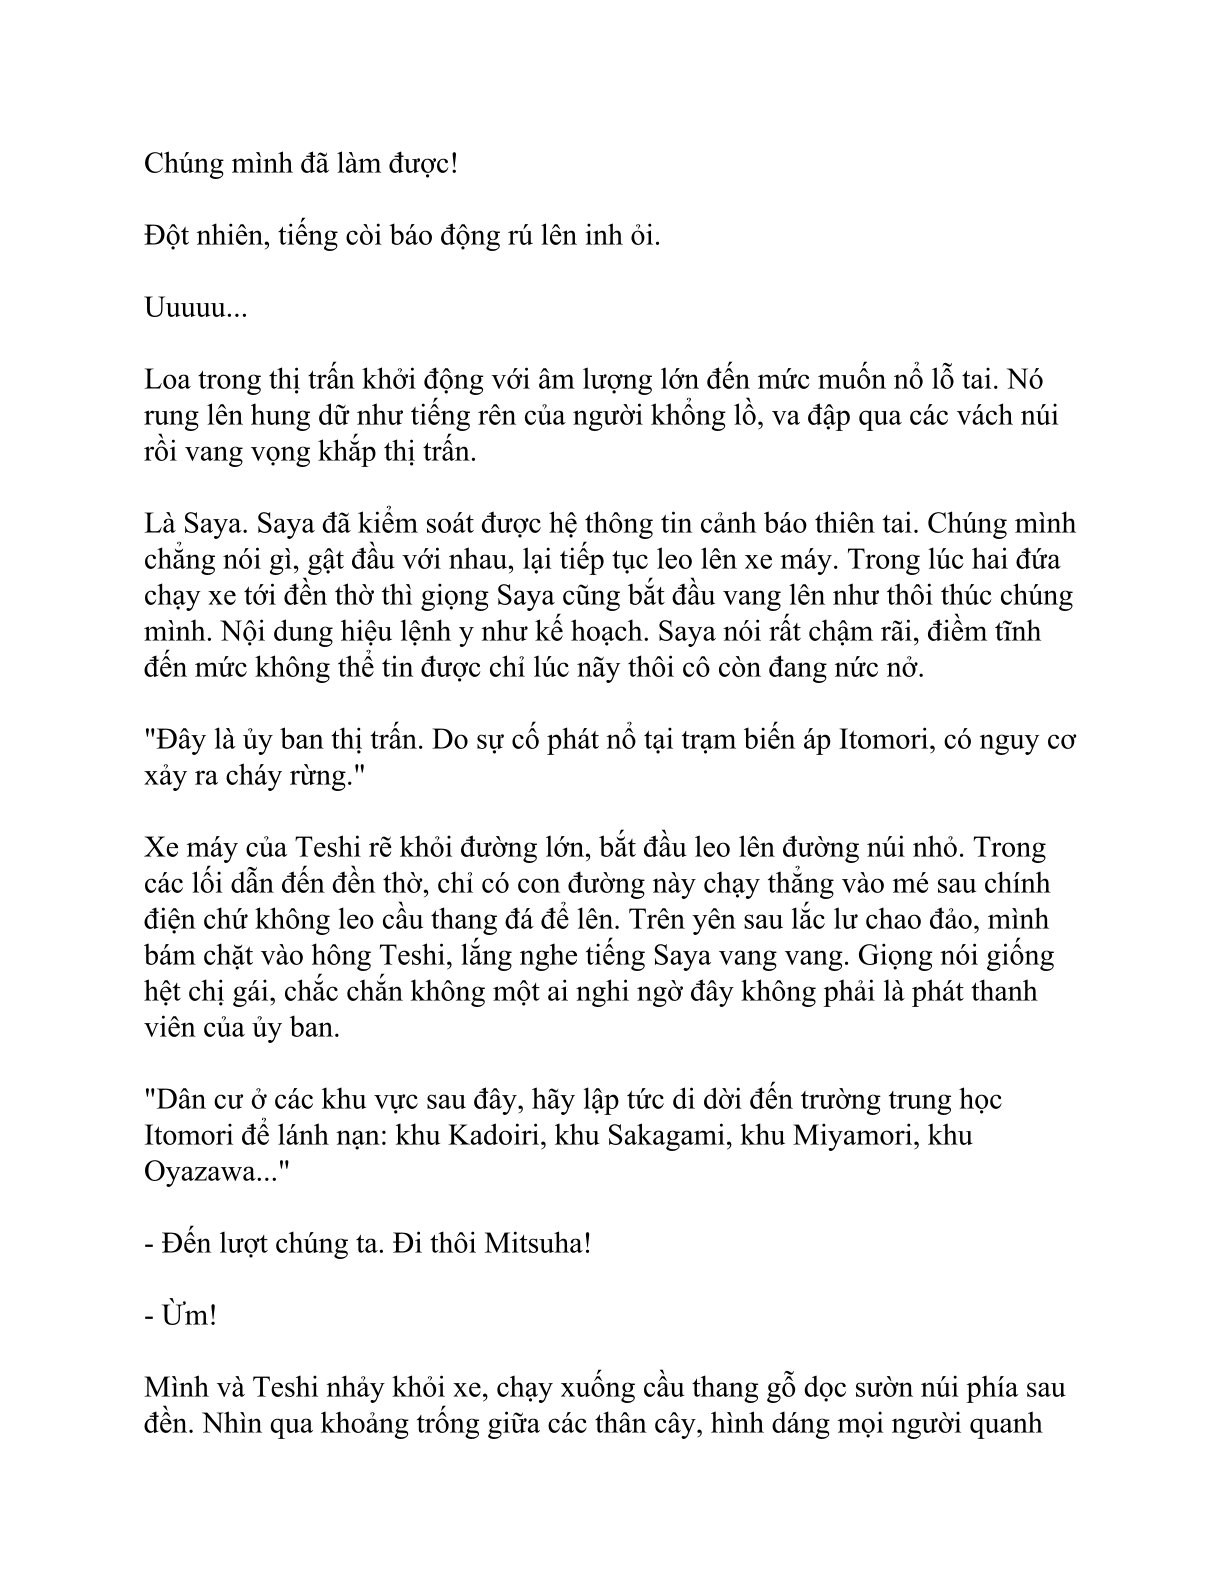 Chúng mình đã làm được!
Đột nhiên, tiếng còi báo động rú lên inh ỏi.
Uuuuu...
Loa trong thị trấn khởi động với âm lượng lớn đến mức muốn nổ lỗ tai. Nó
rung lên hung dữ như tiếng rên của người khổng lồ, va đập qua các vách núi
rồi vang vọng khắp thị trấn.
Là Saya. Saya đã kiểm soát được hệ thông tin cảnh báo thiên tai. Chúng mình
chẳng nói gì, gật đầu với nhau, lại tiếp tục leo lên xe máy. Trong lúc hai đứa
chạy xe tới đền thờ thì giọng Saya cũng bắt đầu vang lên như thôi thúc chúng
mình. Nội dung hiệu lệnh y như kế hoạch. Saya nói rất chậm rãi, điềm tĩnh
đến mức không thể tin được chỉ lúc nãy thôi cô còn đang nức nở.
"Đây là ủy ban thị trấn. Do sự cố phát nổ tại trạm biến áp Itomori, có nguy cơ
xảy ra cháy rừng."
Xe máy của Teshi rẽ khỏi đường lớn, bắt đầu leo lên đường núi nhỏ. Trong
các lối dẫn đến đền thờ, chỉ có con đường này chạy thẳng vào mé sau chính
điện chứ không leo cầu thang đá để lên. Trên yên sau lắc lư chao đảo, mình
bám chặt vào hông Teshi, lắng nghe tiếng Saya vang vang. Giọng nói giống
hệt chị gái, chắc chắn không một ai nghi ngờ đây không phải là phát thanh
viên của ủy ban.
"Dân cư ở các khu vực sau đây, hãy lập tức di dời đến trường trung học
Itomori để lánh nạn: khu Kadoiri, khu Sakagami, khu Miyamori, khu
Oyazawa..."
- Đến lượt chúng ta. Đi thôi Mitsuha!
- Ừm!
Mình và Teshi nhảy khỏi xe, chạy xuống cầu thang gỗ dọc sườn núi phía sau
đền. Nhìn qua khoảng trống giữa các thân cây, hình dáng mọi người quanh